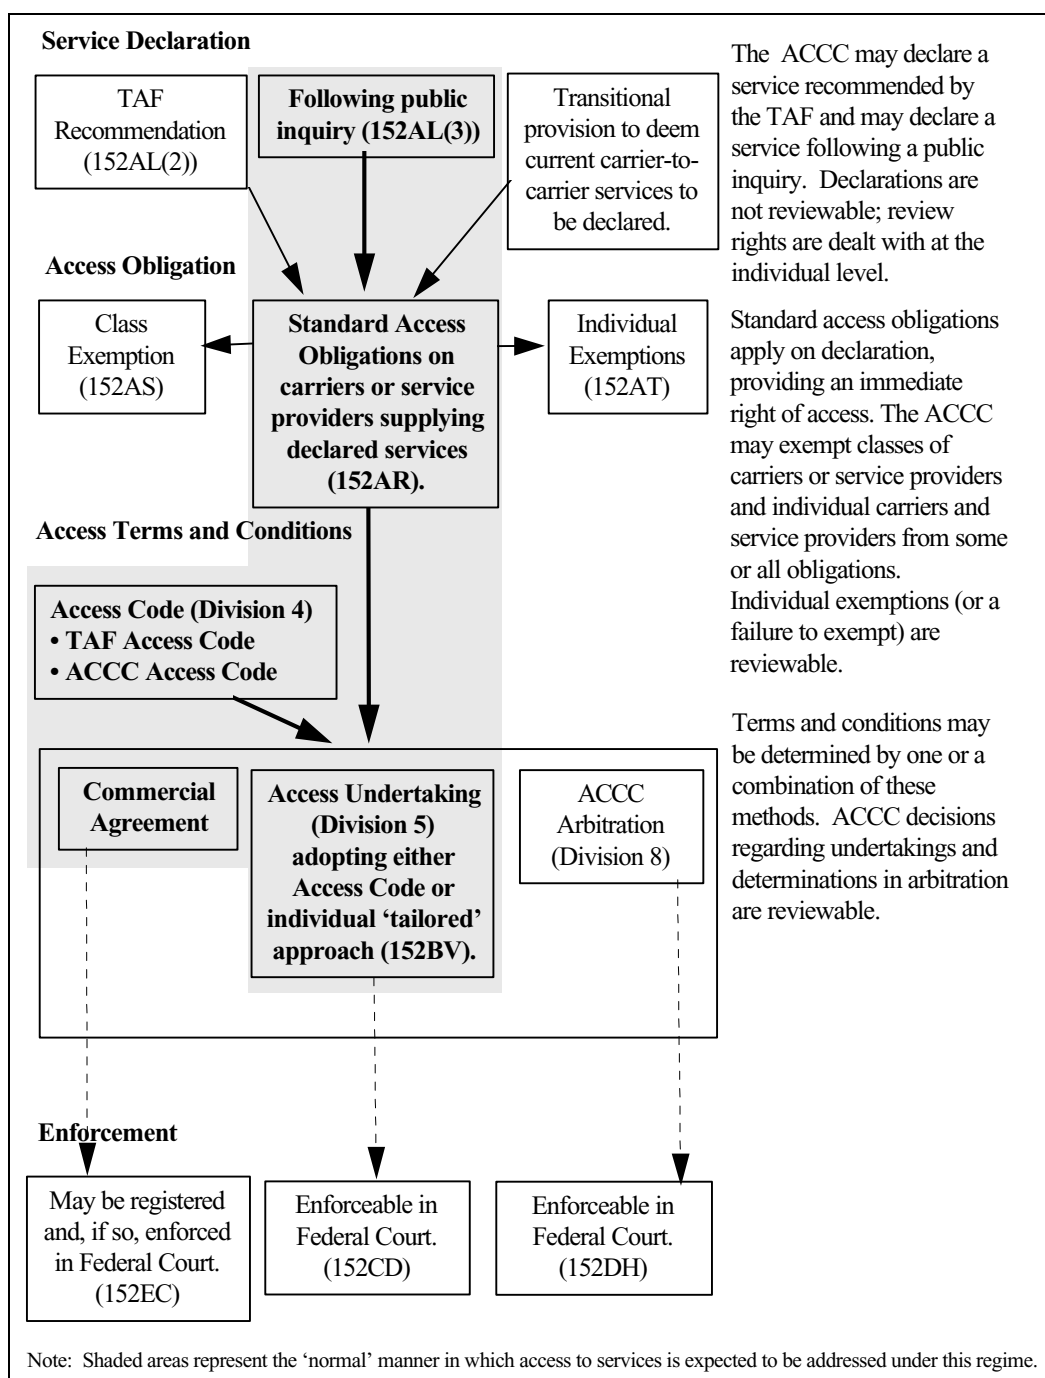 Service Declaration
TAF
Recommendation
(152AL(2))
Following public
inquiry (152AL(3))
Transitional
provision to deem
current carrier-to-
carrier services to
be declared.
The  ACCC may declare a
service recommended by
the TAF and may declare a
service following a public
inquiry.  Declarations are
not reviewable; review
rights are dealt with at the
individual level.
Access Obligation
Class
Exemption
(152AS)
Standard Access
Obligations on
carriers or service
providers supplying
declared services
(152AR).
Individual
Exemptions
(152AT)
Standard access obligations
apply on declaration,
providing an immediate
right of access. The ACCC
may exempt classes of
carriers or service providers
and individual carriers and
service providers from some
or all obligations.
Individual exemptions (or a
failure to exempt) are
reviewable.
Access Terms and Conditions
Access Code (Division 4)
• TAF Access Code
• ACCC Access Code
Commercial
Agreement
Access Undertaking
(Division 5)
adopting either
Access Code or
individual ‘tailored’
approach (152BV).
ACCC
Arbitration
(Division 8)
Terms and conditions may
be determined by one or a
combination of these
methods.  ACCC decisions
regarding undertakings and
determinations in arbitration
are reviewable.
Enforcement
May be registered
and, if so, enforced
in Federal Court.
(152EC)
Enforceable in
Federal Court.
(152CD)
Enforceable in
Federal Court.
(152DH)
Note:  Shaded areas represent the ‘normal’ manner in which access to services is expected to be addressed under this regime.